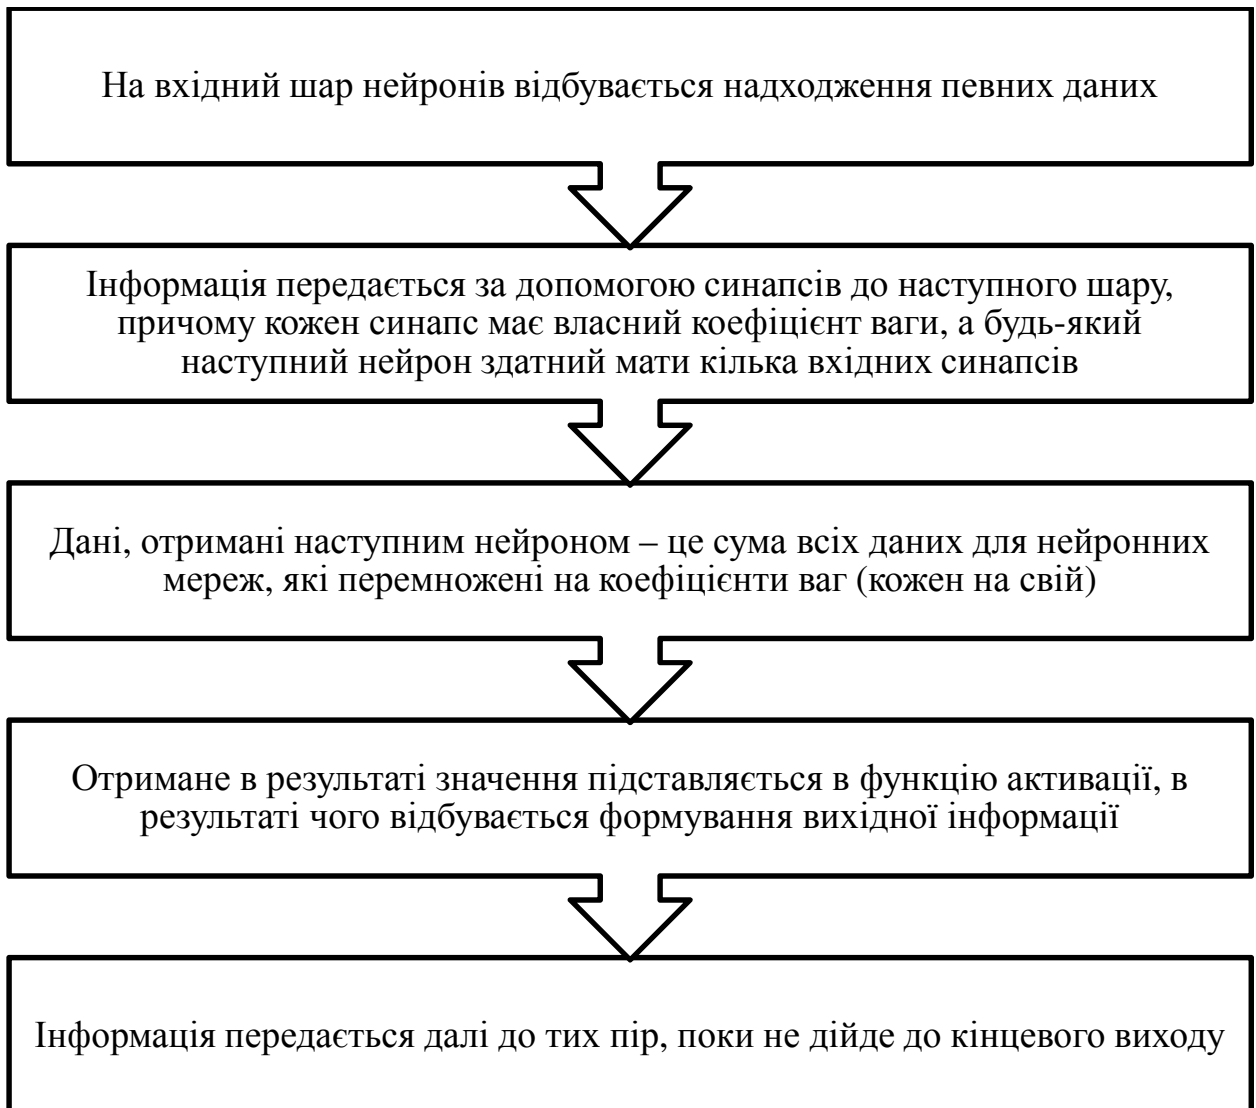 На вхідний шар нейронів відбувається надходження певних даних
Інформація передається за допомогою синапсів до наступного шару,
причому кожен синапс має власний коефіцієнт ваги, а будь-який
наступний нейрон здатний мати кілька вхідних синапсів
Дані, отримані наступним нейроном – це сума всіх даних для нейронних
мереж, які перемножені на коефіцієнти ваг (кожен на свій)
Отримане в результаті значення підставляється в функцію активації, в
результаті чого відбувається формування вихідної інформації
Інформація передається далі до тих пір, поки не дійде до кінцевого виходу